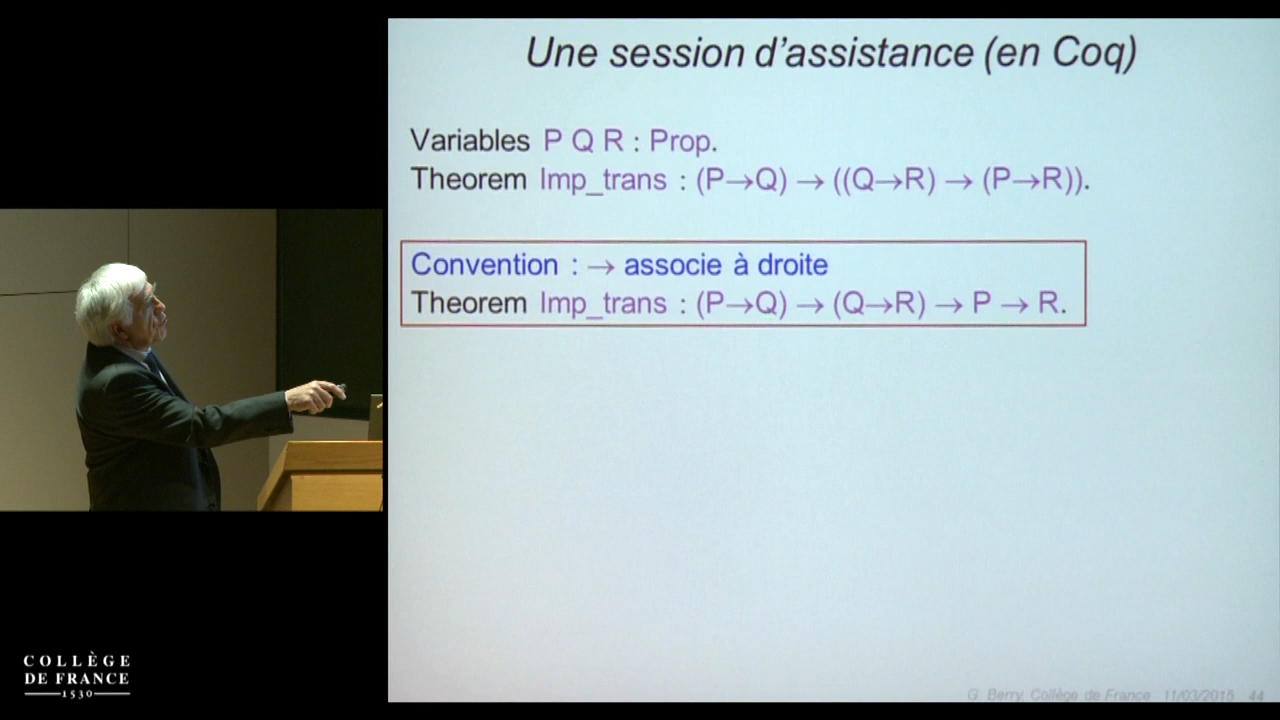 Une session d'assistance (en Coq)
Variables P Q R : Prop.
Theorem Imp_trans : (P→Q) → ((Q→R) → (P→R)).
Convention : → associe à droite
Theorem Imp_trans : (P→Q) → (Q→R) → P → R.
COLLÈGE
DE FRANCE
1530
G. Berry, Collège de France 11/03/2015 44